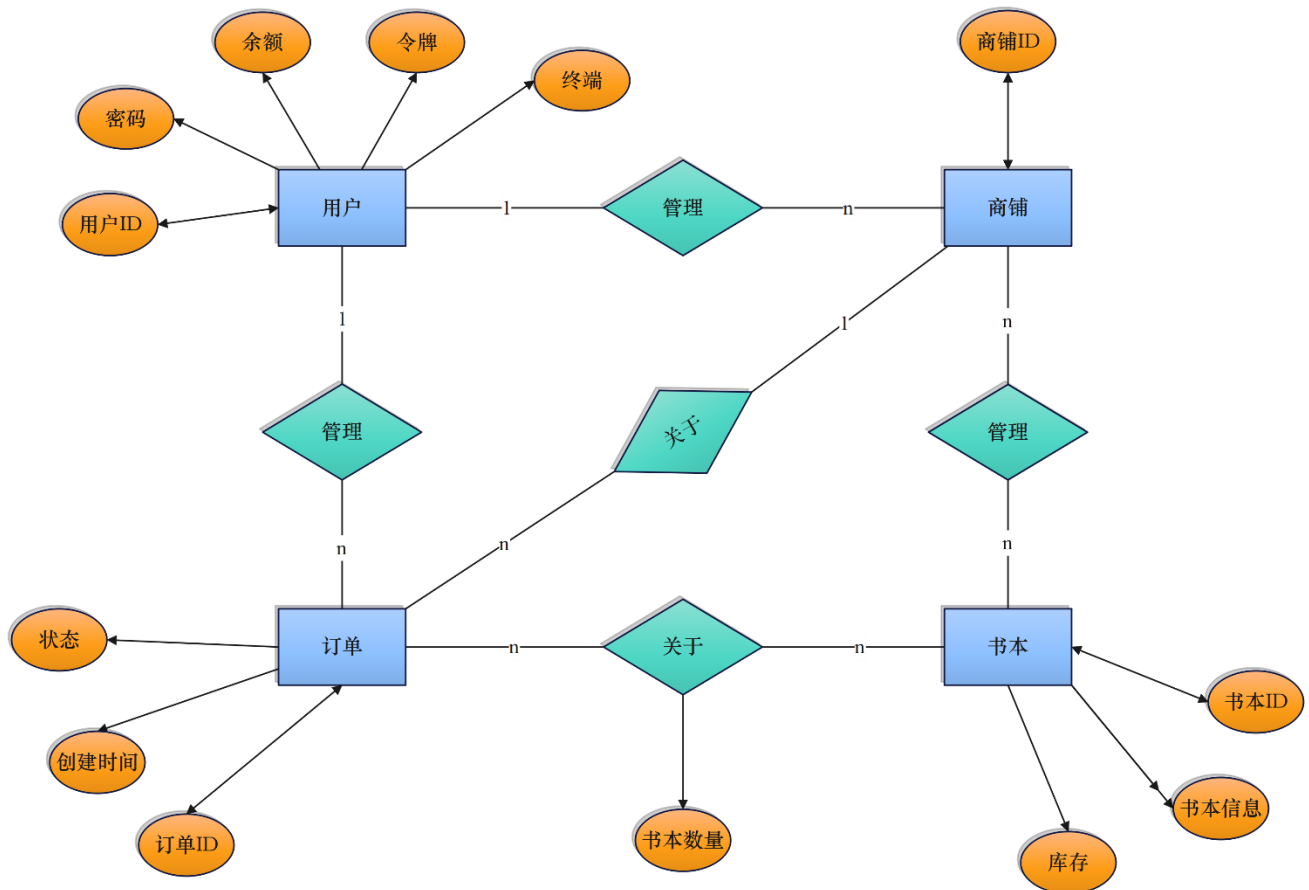 余额
令牌
商铺ID
终端
密码
用户
1
管理
n
商铺
用户ID
1
1
n
管理
关于
管理
n
n
n
状态
订单
n
关于
n
书本
书本ID
创建时间
书本信息
订单ID
书本数量
库存